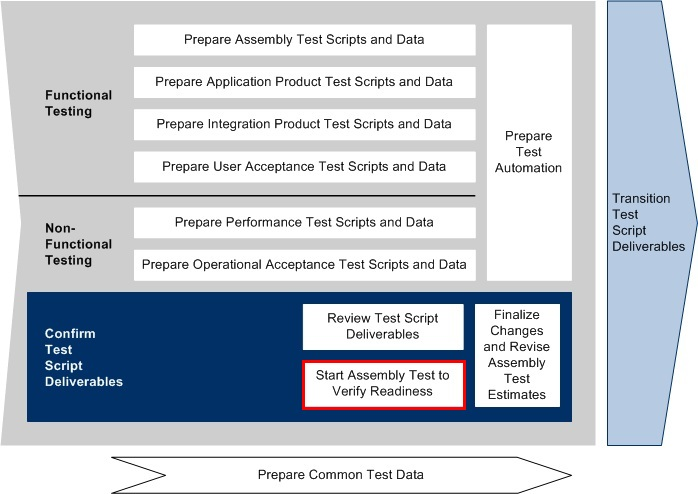 Functional
Testing
Prepare Assembly Test Scripts and Data
Prepare Application Product Test Scripts and Data
Prepare Integration Product Test Scripts and Data
Prepare User Acceptance Test Scripts and Data
Prepare
Test
Automation
Non-
Functional
Testing
Prepare Performance Test Scripts and Data
Prepare Operational Acceptance Test Scripts and Data
Confirm
Test
Script
Deliverables
Review Test Script
Deliverables
Start Assembly Test to
Verify Readiness
Finalize
Changes
and Revise
Assembly
Test
Estimates
Transition
Test
Script
Deliverables
Prepare Common Test Data